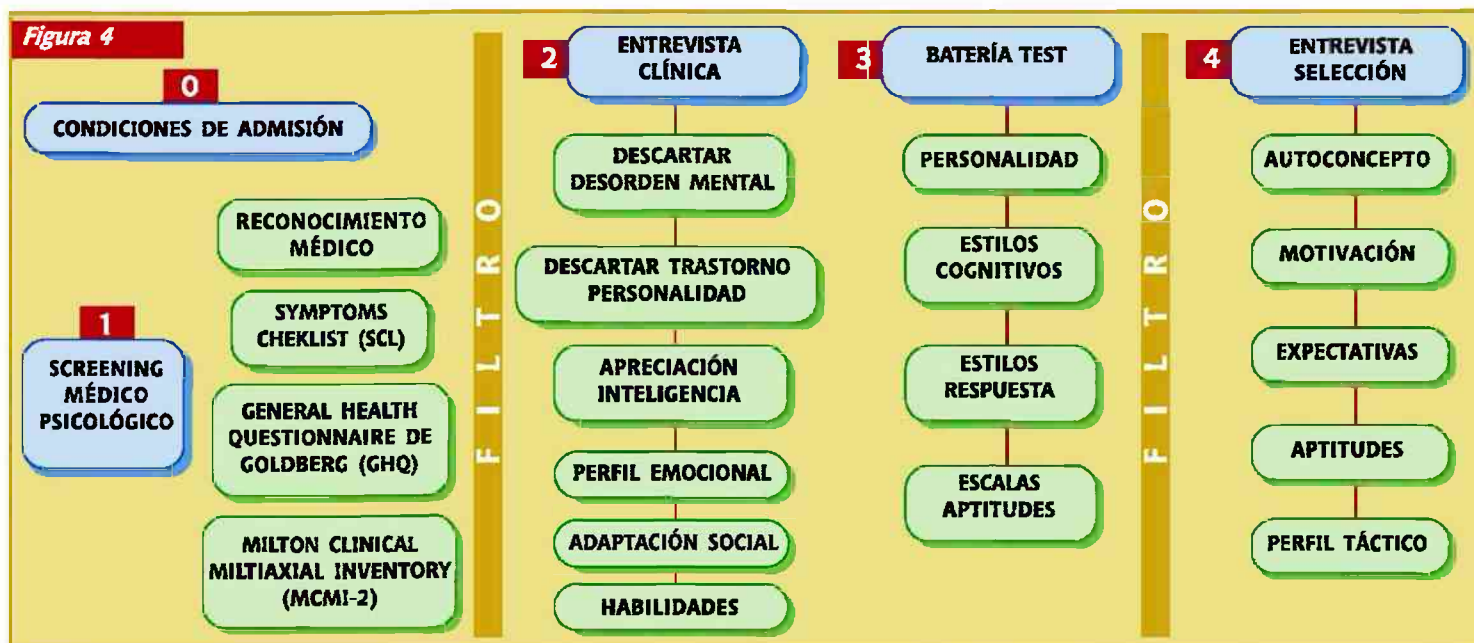 Figura 4
0
CONDICIONES DE ADMISIÓN
1
SCREENING
MÉDICO
PSICOLÓGICO
RECONOCIMIENTO
MÉDICO
SYMPTOMS
CHEKLIST (SCL)
GENERAL HEALTH
QUESTIONNAIRE DE
GOLDBERG (GHQ)
MILTON CLINICAL
MILTIAXIAL INVENTORY
(MCMI-2)
FILTRO
2
ENTREVISTA
CLÍNICA
DESCARTAR
DESORDEN MENTAL
DESCARTAR TRASTORNO
PERSONALIDAD
APRECIACIÓN
INTELIGENCIA
PERFIL EMOCIONAL
ADAPTACIÓN SOCIAL
HABILIDADES
3
BATERÍA TEST
PERSONALIDAD
ESTILOS
COGNITIVOS
ESTILOS
RESPUESTA
ESCALAS
APTITUDES
FILTRO
4
ENTREVISTA
SELECCIÓN
AUTOCONCEPTO
MOTIVACIÓN
EXPECTATIVAS
APTITUDES
PERFIL TÁCTICO